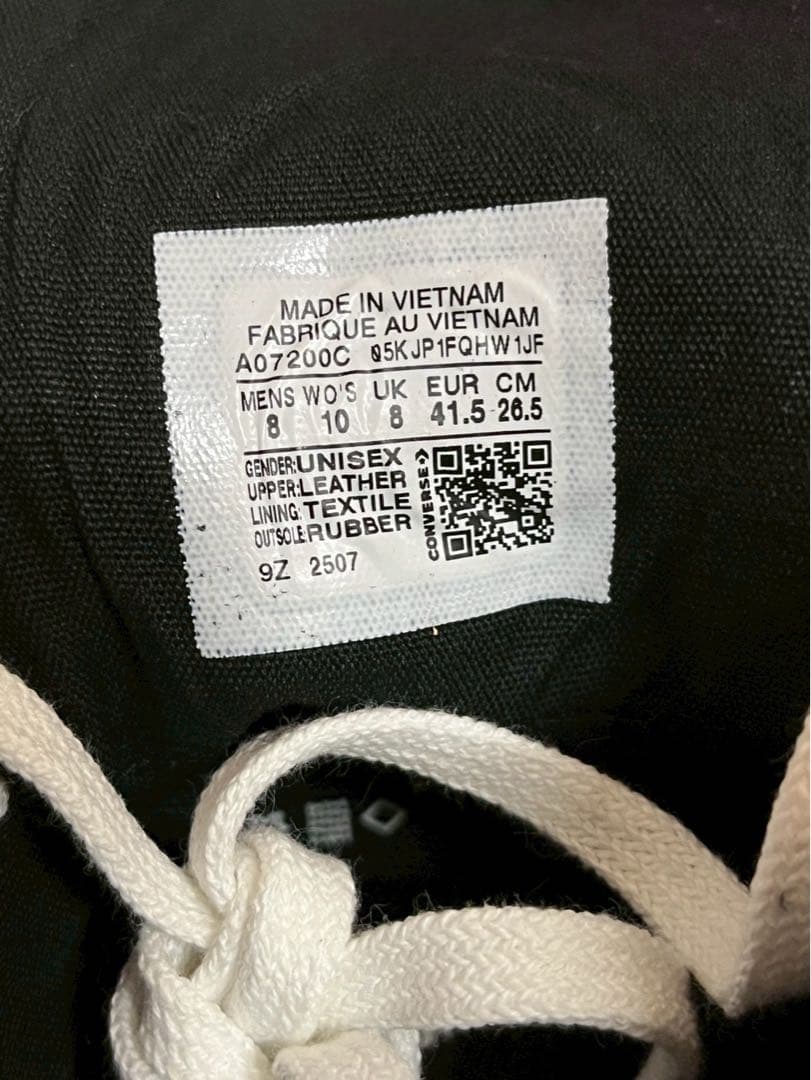 MADE IN VIETNAM
FABRIQUE AU VIETNAM
A07200C 05KJP1FQHW1JF
MENS WO'S UK EUR CM
8 10 8 41.5 26.5
GENDER:UNISEX
UPPER:LEATHER
LINING:TEXTILE
OUTSOLE:RUBBER
CONVERSE
9Z 2507